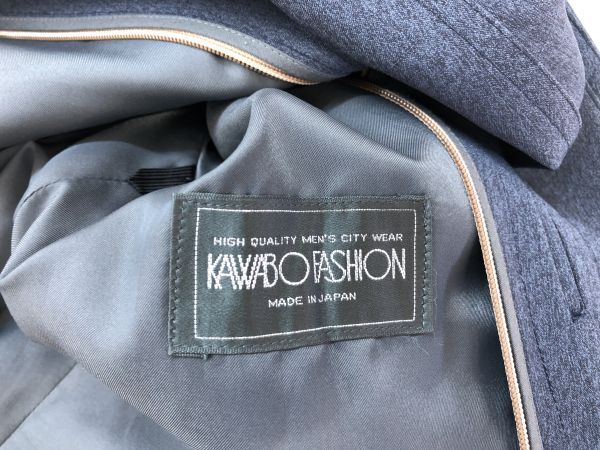 HIGH QUALITY MEN'S CITY WEAR
KAWABO FASHION
MADE IN JAPAN